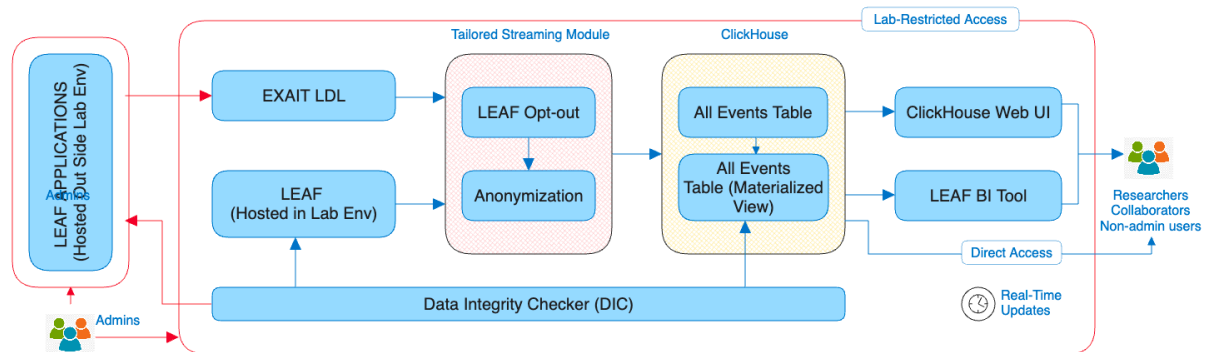 Lab-Restricted Access
Tailored Streaming Module
ClickHouse
LEAF APPLICATIONS
(Hosted Out Side Lab Env)
Admins
EXAIT LDL
LEAF
(Hosted in Lab Env)
LEAF Opt-out
Anonymization
All Events Table
All Events
Table (Materialized
View)
ClickHouse Web UI
LEAF BI Tool
Researchers
Collaborators
Non-admin users
Direct Access
Data Integrity Checker (DIC)
Real-Time
Updates
Admins